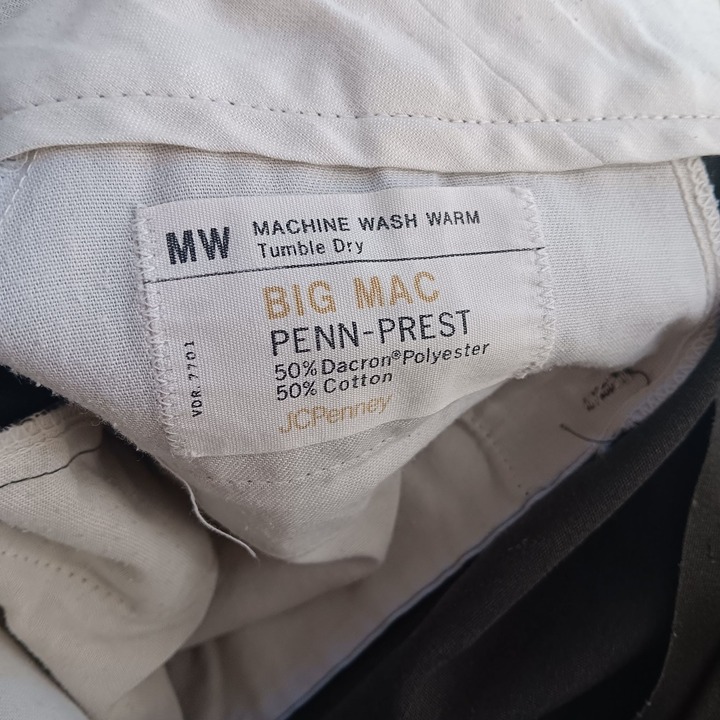 MW
MACHINE WASH WARM
Tumble Dry
BIG MAC
PENN-PREST
50% Dacron® Polyester
50% Cotton
JCPenney
VDR. 7701